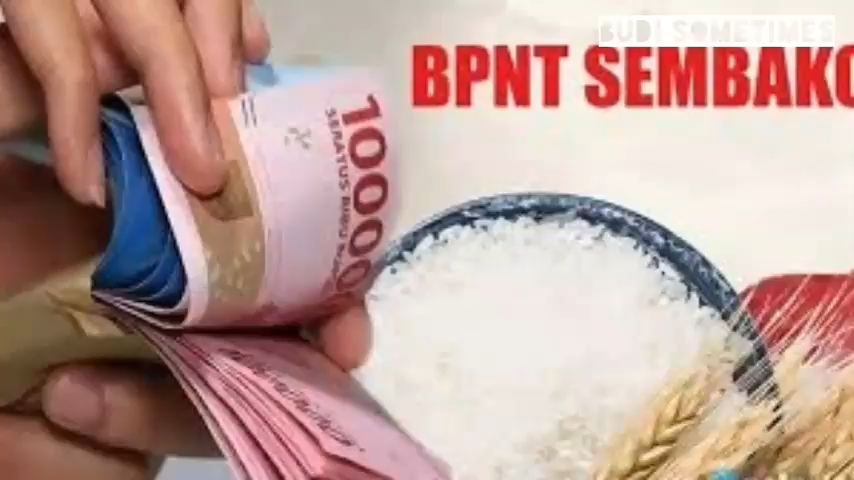 BUDI SOMETIMES
BPNT SEMBAKO
100000
SERATUS RIBU